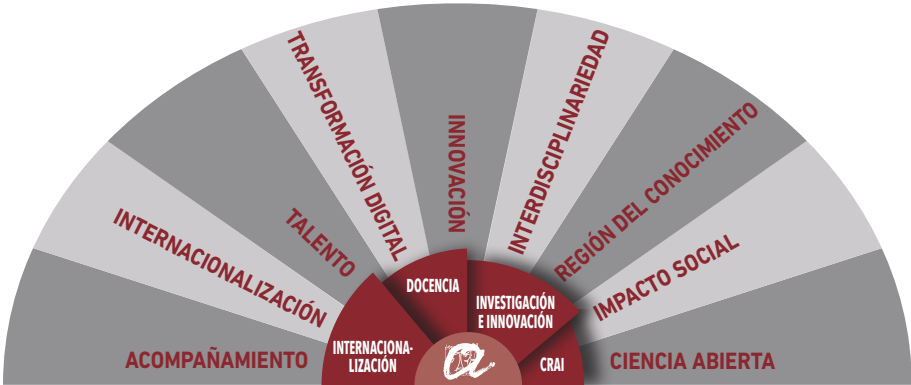 ACOMPAÑAMIENTO
INTERNACIONALIZACIÓN
TALENTO
TRANSFORMACIÓN DIGITAL
INNOVACIÓN
INTERDISCIPLINARIEDAD
REGIÓN DEL CONOCIMIENTO
IMPACTO SOCIAL
CIENCIA ABIERTA
INTERNACIONA-
LIZACIÓN
DOCENCIA
INVESTIGACIÓN
E INNOVACIÓN
CRAI
a